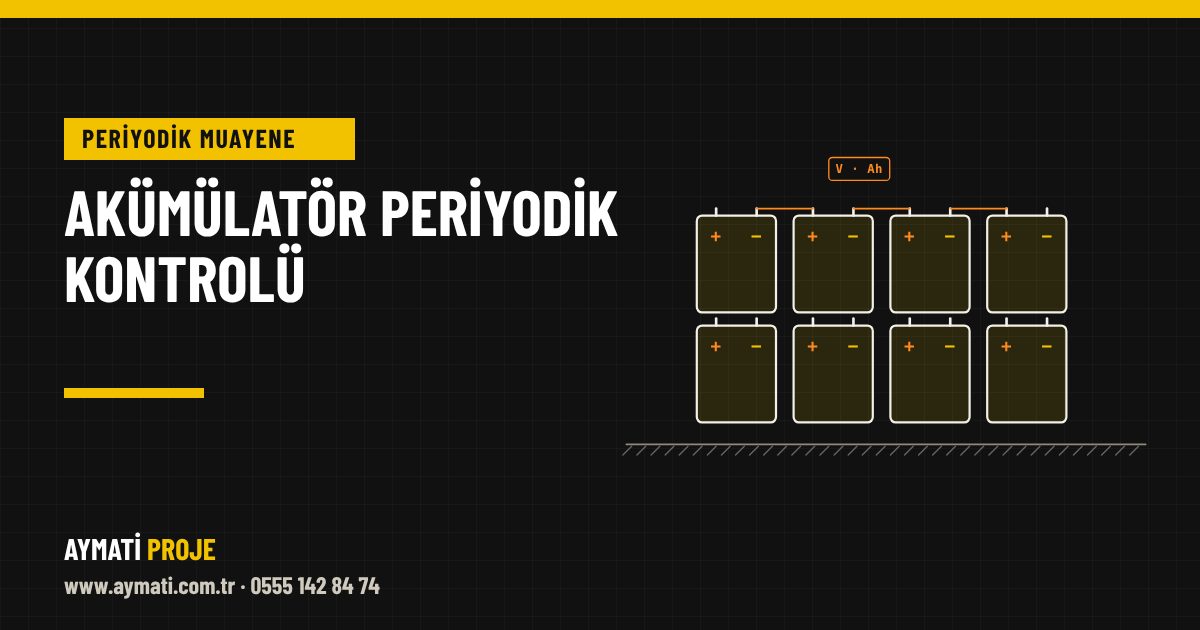 PERİYODİK MUAYENE
AKÜMÜLATÖR PERİYODİK
KONTROLÜ
V · Ah
+ − + − + − + −
+ − + − + − + −
AYMATİ PROJE
www.aymati.com.tr · 0555 142 84 74